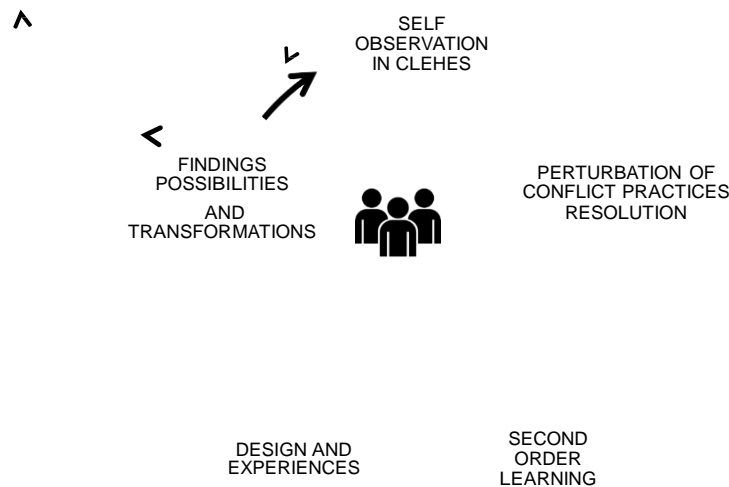 SELF
OBSERVATION
IN CLEHES
FINDINGS
POSSIBILITIES
AND
TRANSFORMATIONS
PERTURBATION OF
CONFLICT PRACTICES
RESOLUTION
DESIGN AND
EXPERIENCES
SECOND
ORDER
LEARNING